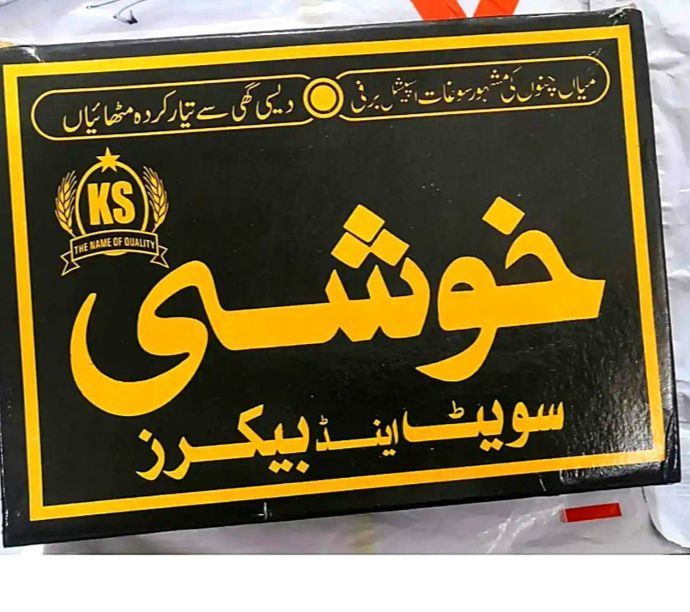 میاں چنوں کی مشہور سوغات اسپیشل برفی
دیسی گھی سے تیار کردہ مٹھائیاں
KS
THE NAME OF QUALITY
خوشی
سویٹ اینڈ بیکرز